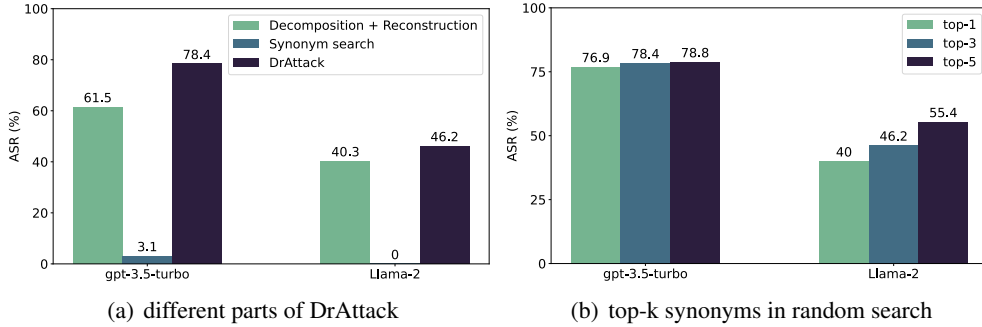 100
80
60
40
20
0
ASR (%)
Decomposition + Reconstruction
Synonym search
DrAttack
61.5
3.1
78.4
40.3
0
46.2
gpt-3.5-turbo
Llama-2
(a) different parts of DrAttack
100
75
50
25
0
ASR (%)
top-1
top-3
top-5
76.9
78.4
78.8
40
46.2
55.4
gpt-3.5-turbo
Llama-2
(b) top-k synonyms in random search